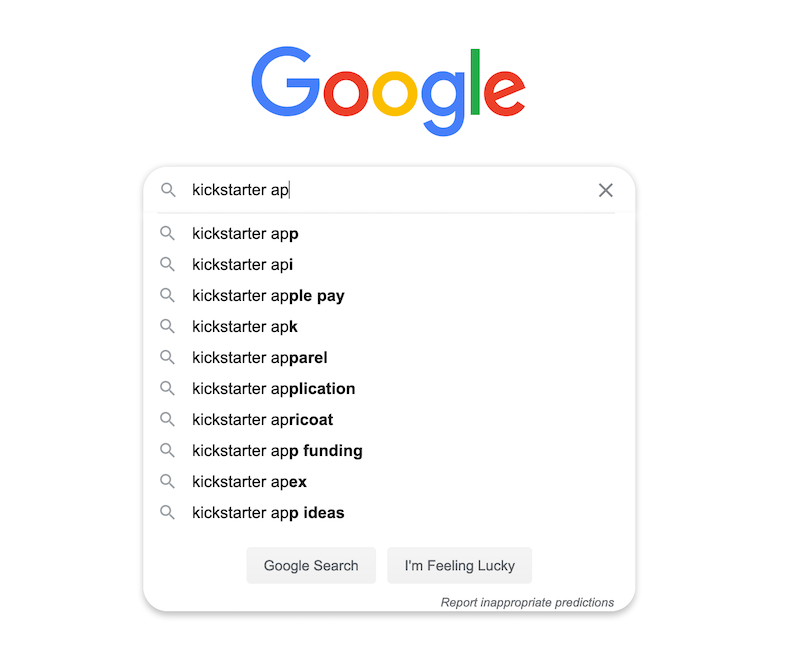 Google
kickstarter ap
kickstarter app
kickstarter api
kickstarter apple pay
kickstarter apk
kickstarter apparel
kickstarter application
kickstarter apricoat
kickstarter app funding
kickstarter apex
kickstarter app ideas
Google Search I'm Feeling Lucky
Report inappropriate predictions